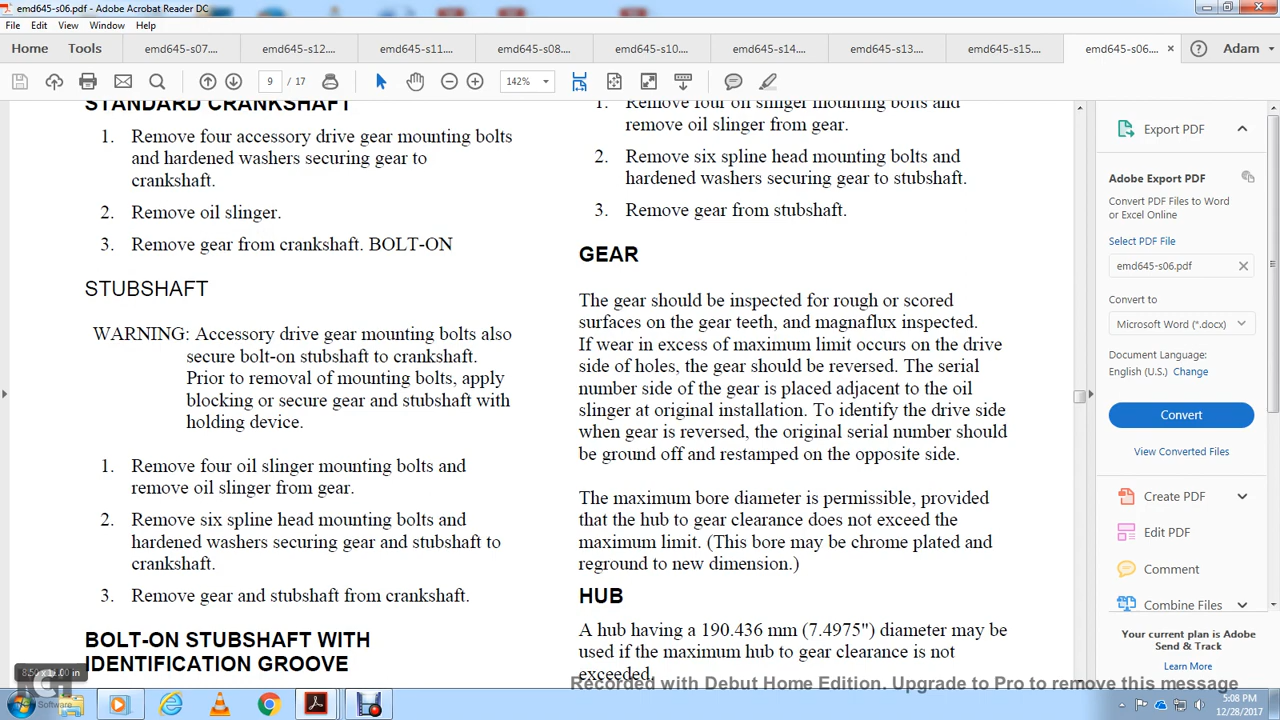 emd645-s06.pdf - Adobe Acrobat Reader DC
File Edit View Window Help
Home Tools emd645-s07.... emd645-s12.... emd645-s11.... emd645-s08.... emd645-s10.... emd645-s14.... emd645-s13.... emd645-s15.... emd645-s06.... × Adam
9 / 17 142%
STANDARD CRANKSHAFT
1. Remove four accessory drive gear mounting bolts
and hardened washers securing gear to
crankshaft.
2. Remove oil slinger.
3. Remove gear from crankshaft. BOLT-ON
STUBSHAFT
WARNING: Accessory drive gear mounting bolts also
secure bolt-on stubshaft to crankshaft.
Prior to removal of mounting bolts, apply
blocking or secure gear and stubshaft with
holding device.
1. Remove four oil slinger mounting bolts and
remove oil slinger from gear.
2. Remove six spline head mounting bolts and
hardened washers securing gear and stubshaft to
crankshaft.
3. Remove gear and stubshaft from crankshaft.
BOLT-ON STUBSHAFT WITH
IDENTIFICATION GROOVE
1. Remove four oil slinger mounting bolts and
remove oil slinger from gear.
2. Remove six spline head mounting bolts and
hardened washers securing gear to stubshaft.
3. Remove gear from stubshaft.
GEAR
The gear should be inspected for rough or scored
surfaces on the gear teeth, and magnaflux inspected.
If wear in excess of maximum limit occurs on the drive
side of holes, the gear should be reversed. The serial
number side of the gear is placed adjacent to the oil
slinger at original installation. To identify the drive side
when gear is reversed, the original serial number should
be ground off and restamped on the opposite side.
The maximum bore diameter is permissible, provided
that the hub to gear clearance does not exceed the
maximum limit. (This bore may be chrome plated and
reground to new dimension.)
HUB
A hub having a 190.436 mm (7.4975") diameter may be
used if the maximum hub to gear clearance is not
exceeded.
Export PDF
Adobe Export PDF
Convert PDF Files to Word
or Excel Online
Select PDF File
emd645-s06.pdf
Convert to
Microsoft Word (*.docx)
Document Language:
English (U.S.) Change
Convert
View Converted Files
Create PDF
Edit PDF
Comment
Combine Files
Your current plan is Adobe
Send & Track
Learn More
8.50 x 11.00 in
Software
Recorded with Debut Home Edition. Upgrade to Pro to remove this message
5:08 PM
12/28/2017